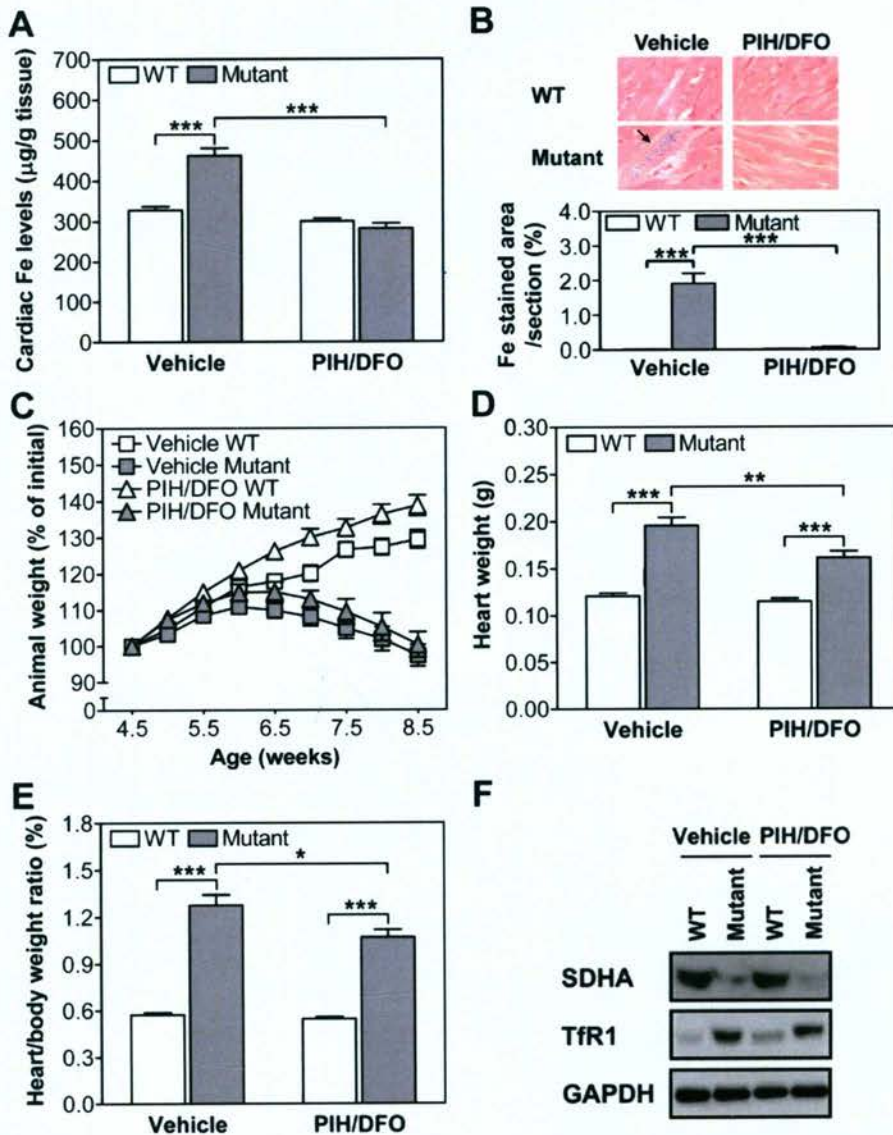 A
Cardiac Fe levels (µg/g tissue)
700
600
500
400
300
200
100
0
WT
Mutant
***
***
Vehicle
PIH/DFO
B
Vehicle
PIH/DFO
WT
Mutant
Fe stained area
/section (%)
4.0
3.0
2.0
1.0
0.0
WT
Mutant
***
***
Vehicle
PIH/DFO
C
Animal weight (% of initial)
160
150
140
130
120
110
100
90
0
Vehicle WT
Vehicle Mutant
PIH/DFO WT
PIH/DFO Mutant
4.5
5.5
6.5
7.5
8.5
Age (weeks)
D
Heart weight (g)
0.30
0.25
0.20
0.15
0.10
0.05
0.00
WT
Mutant
***
**
***
Vehicle
PIH/DFO
E
Heart/body weight ratio (%)
1.8
1.5
1.2
0.9
0.6
0.3
0.0
WT
Mutant
***
*
***
Vehicle
PIH/DFO
F
Vehicle PIH/DFO
WT
Mutant
WT
Mutant
SDHA
TfR1
GAPDH